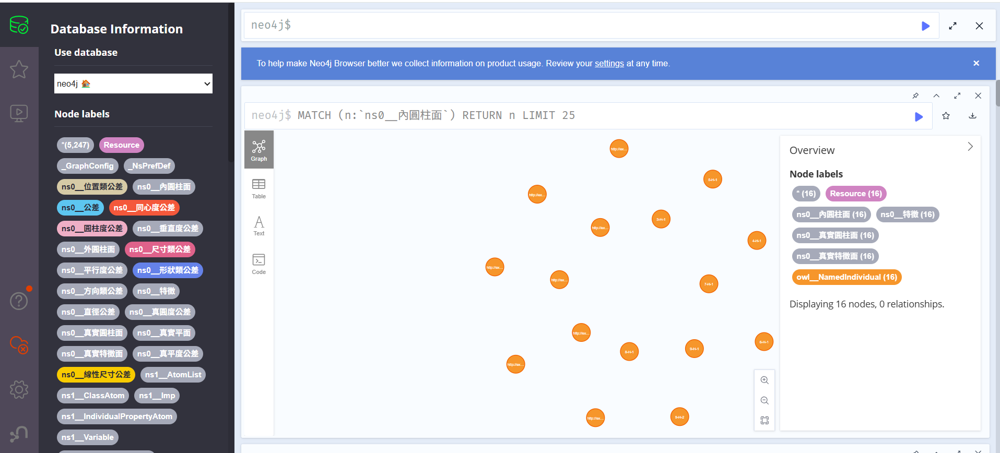 Database Information
Use database
neo4j
Node labels
*(5,247) Resource
_GraphConfig _NsPrefDef
ns0__位置類公差 ns0__內圓柱面
ns0__公差 ns0__同心度公差
ns0__圓柱度公差 ns0__垂直度公差
ns0__外圓柱面 ns0__尺寸類公差
ns0__平行度公差 ns0__形狀類公差
ns0__方向類公差 ns0__特徵
ns0__直徑公差 ns0__真圓度公差
ns0__真實圓柱面 ns0__真實平面
ns0__真實特徵面 ns0__真平度公差
ns0__線性尺寸公差 ns1__AtomList
ns1__ClassAtom ns1__Imp
ns1__IndividualPropertyAtom
ns1__Variable
neo4j$
To help make Neo4j Browser better we collect information on product usage. Review your settings at any time.
neo4j$ MATCH (n:`ns0__內圓柱面`) RETURN n LIMIT 25
Graph
Table
Text
Code
http://ex...
5-H-1
http://ex...
3-H-1
http://ex...
4-H-1
http://ex...
http://ex...
7-H-1
http://ex...
8-H-1
9-H-1
6-H-1
http://ex...
http://ex...
9-H-2
Overview
Node labels
* (16) Resource (16)
ns0__內圓柱面 (16) ns0__特徵 (16)
ns0__真實圓柱面 (16)
ns0__真實特徵面 (16)
owl__NamedIndividual (16)
Displaying 16 nodes, 0 relationships.